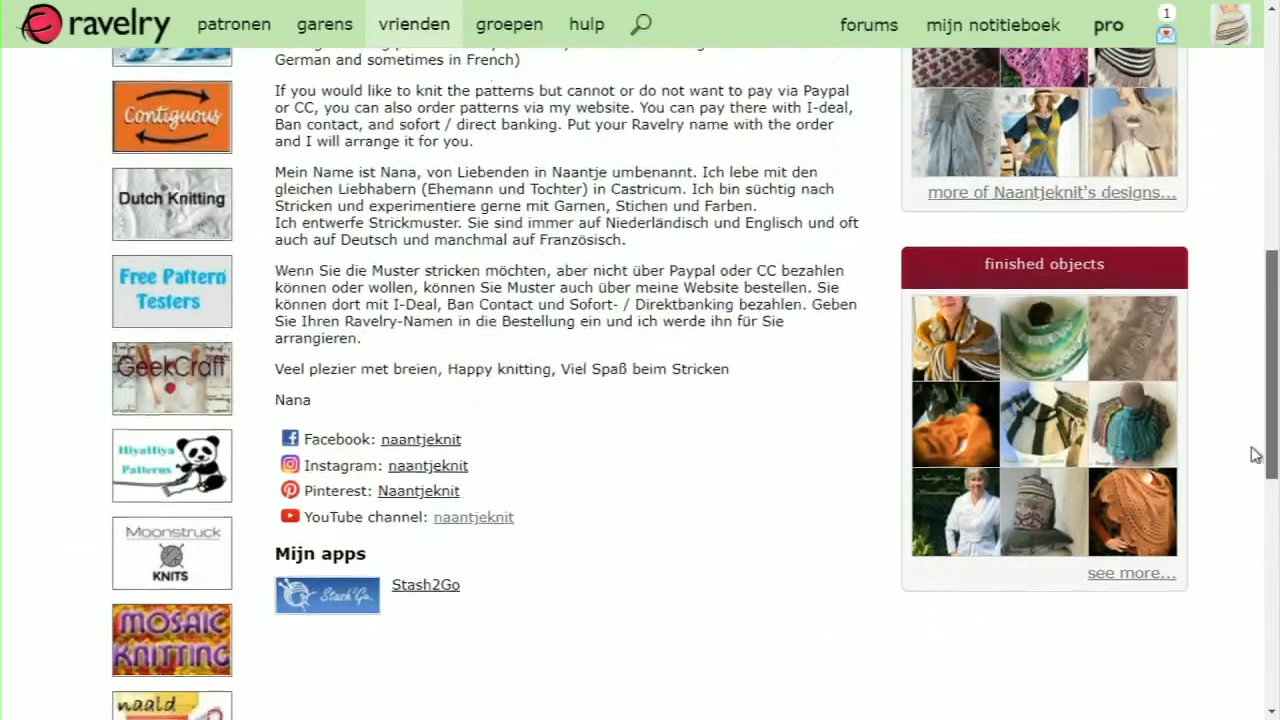 ravelry
patronen garens vrienden groepen hulp
forums mijn notitieboek pro 1
German and sometimes in French)
If you would like to knit the patterns but cannot or do not want to pay via Paypal
or CC, you can also order patterns via my website. You can pay there with I-deal,
Ban contact, and sofort / direct banking. Put your Ravelry name with the order
and I will arrange it for you.
Mein Name ist Nana, von Liebenden in Naantje umbenannt. Ich lebe mit den
gleichen Liebhabern (Ehemann und Tochter) in Castricum. Ich bin süchtig nach
Stricken und experimentiere gerne mit Garnen, Stichen und Farben.
Ich entwerfe Strickmuster. Sie sind immer auf Niederländisch und Englisch und oft
auch auf Deutsch und manchmal auf Französisch.
Wenn Sie die Muster stricken möchten, aber nicht über Paypal oder CC bezahlen
können oder wollen, können Sie Muster auch über meine Website bestellen. Sie
können dort mit I-Deal, Ban Contact und Sofort- / Direktbanking bezahlen. Geben
Sie Ihren Ravelry-Namen in die Bestellung ein und ich werde ihn für Sie
arrangieren.
Veel plezier met breien, Happy knitting, Viel Spaß beim Stricken
Nana
Facebook: naantjeknit
Instagram: naantjeknit
Pinterest: Naantjeknit
YouTube channel: naantjeknit
Mijn apps
Stash2Go
Stash2Go
Contiguous
Dutch Knitting
Free Pattern
Testers
GeekCraft
HiyaHiya
Patterns
Moonstruck
KNITS
MOSAIC
KNITTING
naald
more of Naantjeknit's designs...
finished objects
see more...